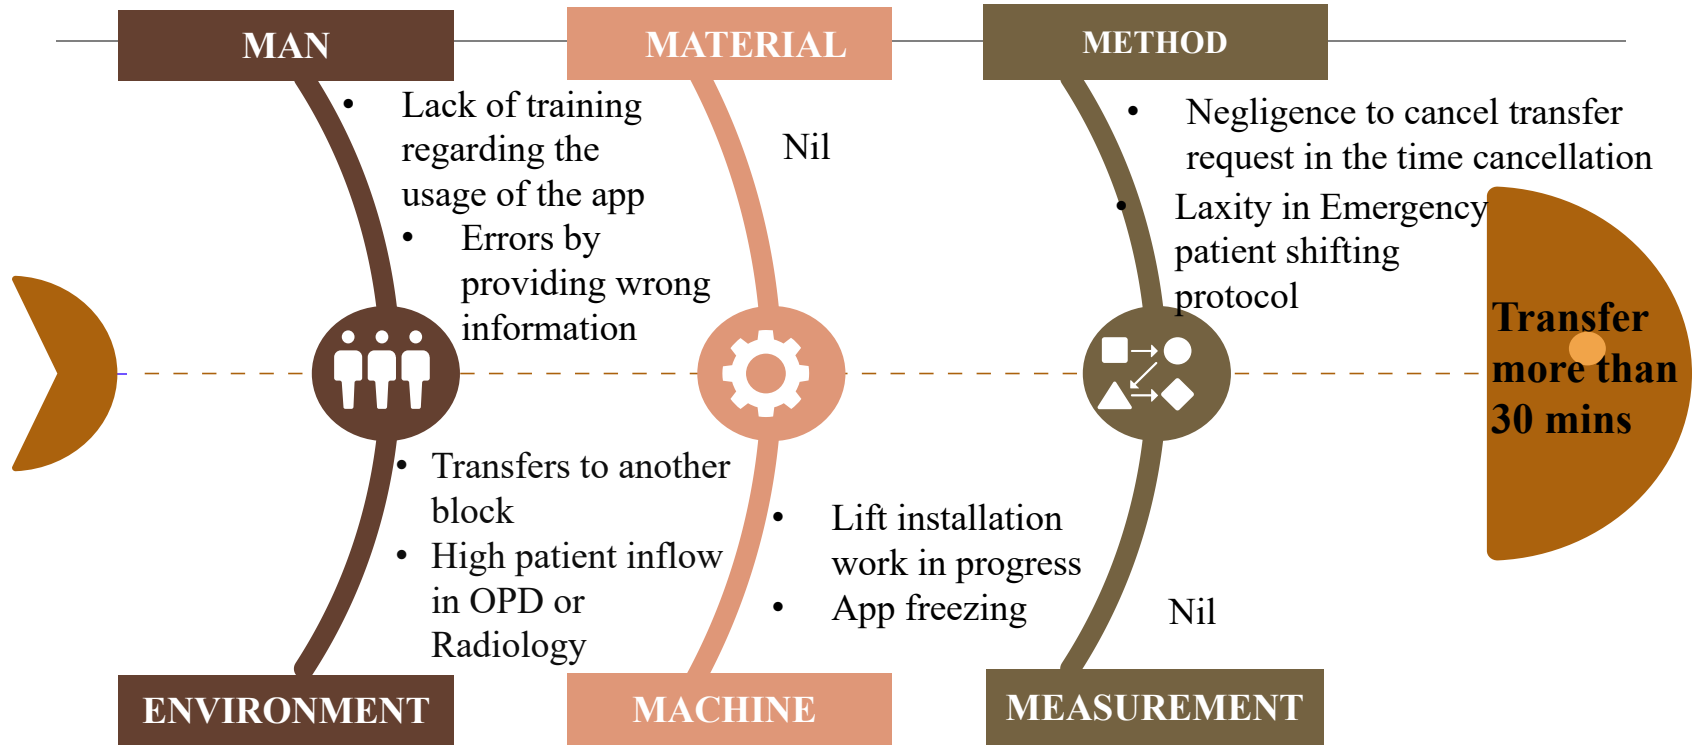 MAN
• Lack of training
regarding the
usage of the app
• Errors by
providing wrong
information
MATERIAL
Nil
METHOD
• Negligence to cancel transfer
request in the time cancellation
• Laxity in Emergency
patient shifting
protocol
Transfer
more than
30 mins
• Transfers to another
block
• High patient inflow
in OPD or
Radiology
ENVIRONMENT
• Lift installation
work in progress
• App freezing
MACHINE
Nil
MEASUREMENT